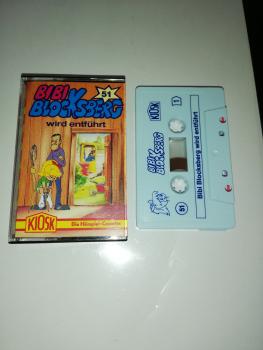 BIBI
51
BLOCKSBERG
wird entführt
KIOSK
Die Hörspiel-Cassette
BIBI
BLOCKSBERG
51
KIOSK
1
Bibi Blocksberg wird entführt